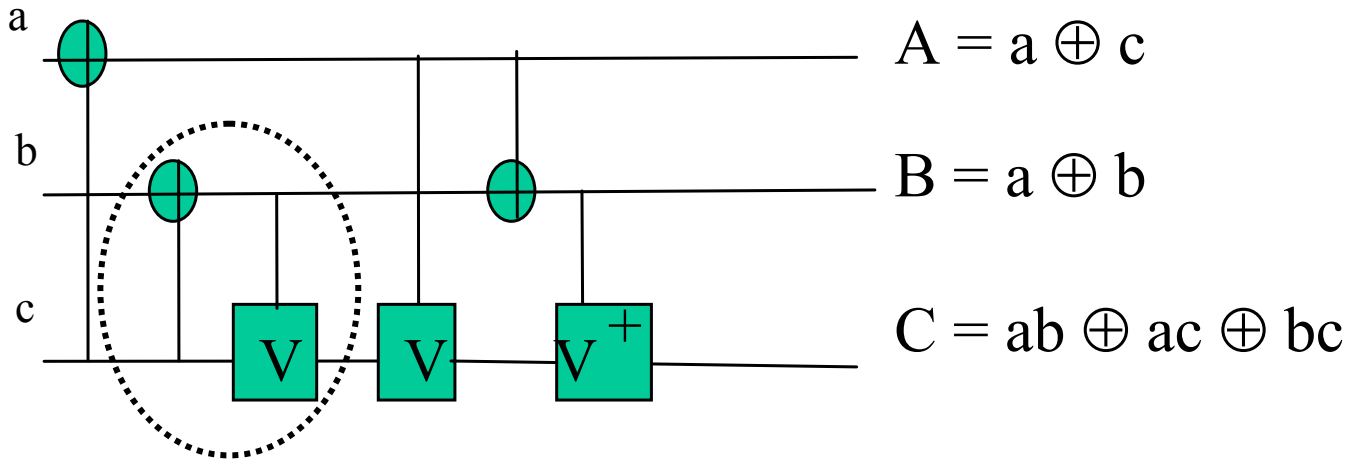 a
A = a ⊕ c
b
B = a ⊕ b
c
V V V⁺
C = ab ⊕ ac ⊕ bc